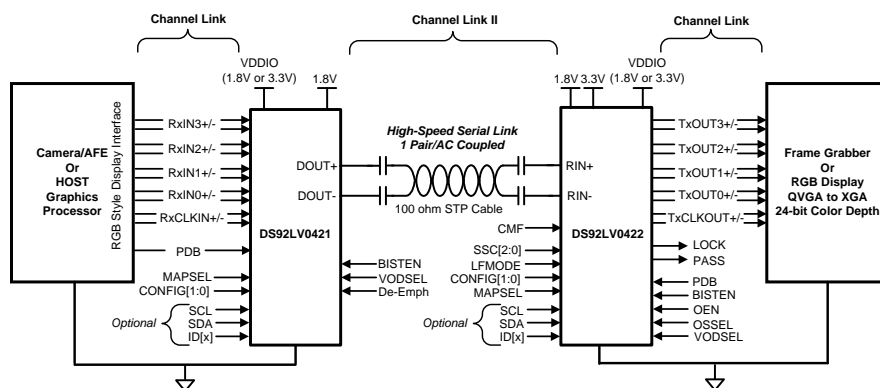 Channel Link
Channel Link II
Channel Link
VDDIO
(1.8V or 3.3V)
1.8V
1.8V
3.3V
VDDIO
(1.8V or 3.3V)
Camera/AFE
Or
HOST
Graphics
Processor
RGB Style Display Interface
RxIN3+/-
RxIN2+/-
RxIN1+/-
RxIN0+/-
RxCLKIN+/-
PDB
MAPSEL
CONFIG[1:0]
Optional
SCL
SDA
ID[x]
DOUT+
DOUT-
DS92LV0421
BISTEN
VODSEL
De-Emph
High-Speed Serial Link
1 Pair/AC Coupled
100 ohm STP Cable
RIN+
RIN-
DS92LV0422
CMF
SSC[2:0]
LFMODE
CONFIG[1:0]
MAPSEL
Optional
SCL
SDA
ID[x]
TxOUT3+/-
TxOUT2+/-
TxOUT1+/-
TxOUT0+/-
TxCLKOUT+/-
LOCK
PASS
PDB
BISTEN
OEN
OSSEL
VODSEL
Frame Grabber
Or
RGB Display
QVGA to XGA
24-bit Color Depth